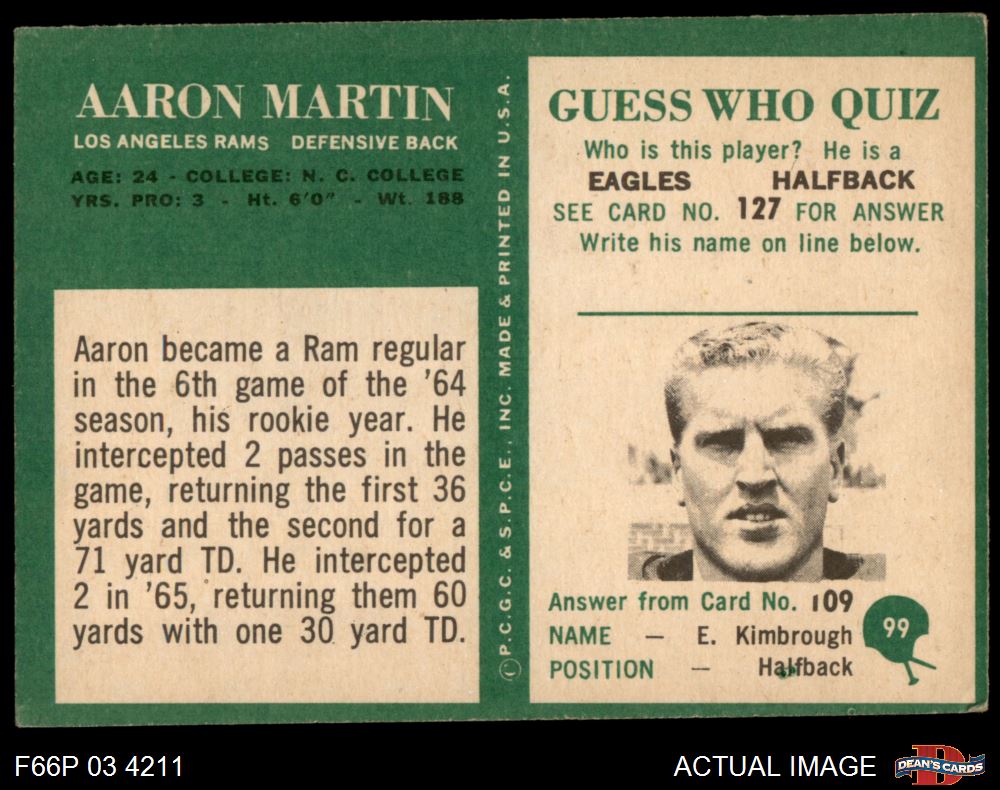 AARON MARTIN
LOS ANGELES RAMS DEFENSIVE BACK
AGE: 24 - COLLEGE: N. C. COLLEGE
YRS. PRO: 3 - Ht. 6'0" - Wt. 188
Aaron became a Ram regular
in the 6th game of the '64
season, his rookie year. He
intercepted 2 passes in the
game, returning the first 36
yards and the second for a
71 yard TD. He intercepted
2 in '65, returning them 60
yards with one 30 yard TD.
©P.C.G.C. & S.P.C.E., INC. MADE & PRINTED IN U.S.A.
GUESS WHO QUIZ
Who is this player? He is a
EAGLES HALFBACK
SEE CARD NO. 127 FOR ANSWER
Write his name on line below.
Answer from Card No. 109
NAME — E. Kimbrough
POSITION — Halfback
99
F66P 03 4211
ACTUAL IMAGE
D
DEAN'S CARDS